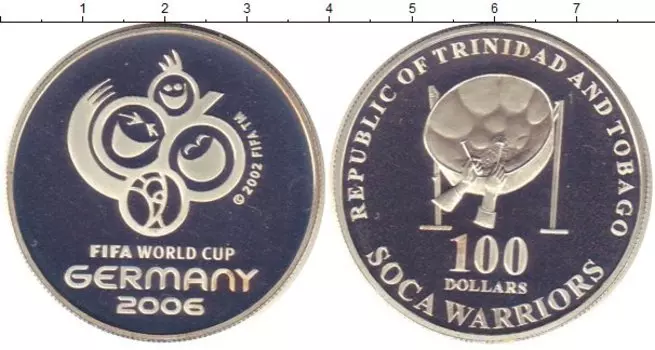 1 2 3 4 5 6 7
© 2002 FIFA TM
FIFA WORLD CUP
GERMANY
2006
REPUBLIC OF TRINIDAD AND TOBAGO
100
DOLLARS
SOCA WARRIORS